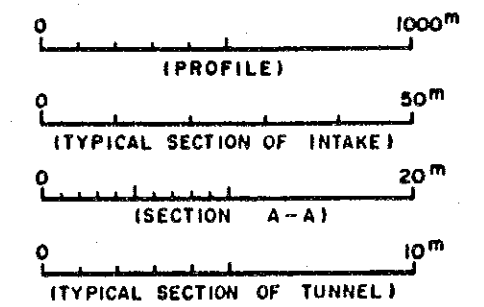 0 1000m
(PROFILE)
0 50m
(TYPICAL SECTION OF INTAKE)
0 20m
(SECTION A-A)
0 10m
(TYPICAL SECTION OF TUNNEL)